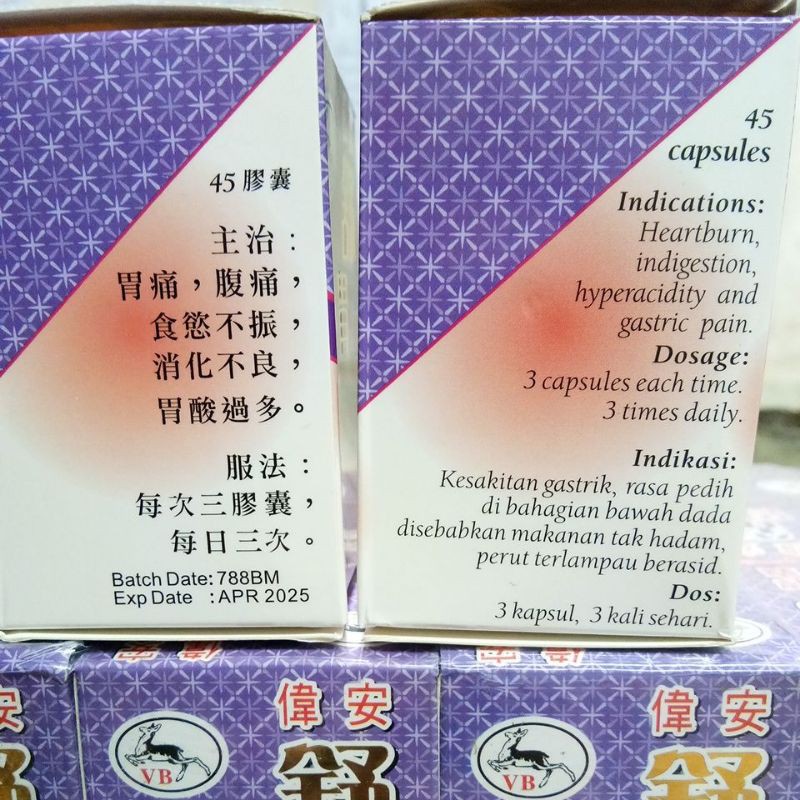 45 膠囊
主治：
胃痛，腹痛，
食慾不振，
消化不良，
胃酸過多。
服法：
每次三膠囊，
每日三次。
Batch Date: 788BM
Exp Date : APR 2025
45
capsules
Indications:
Heartburn,
indigestion,
hyperacidity and
gastric pain.
Dosage:
3 capsules each time.
3 times daily.
Indikasi:
Kesakitan gastrik, rasa pedih
di bahagian bawah dada
disebabkan makanan tak hadam,
perut terlampau berasid.
Dos:
3 kapsul, 3 kali sehari.
安
偉安
VB
舒
偉安
VB
舒